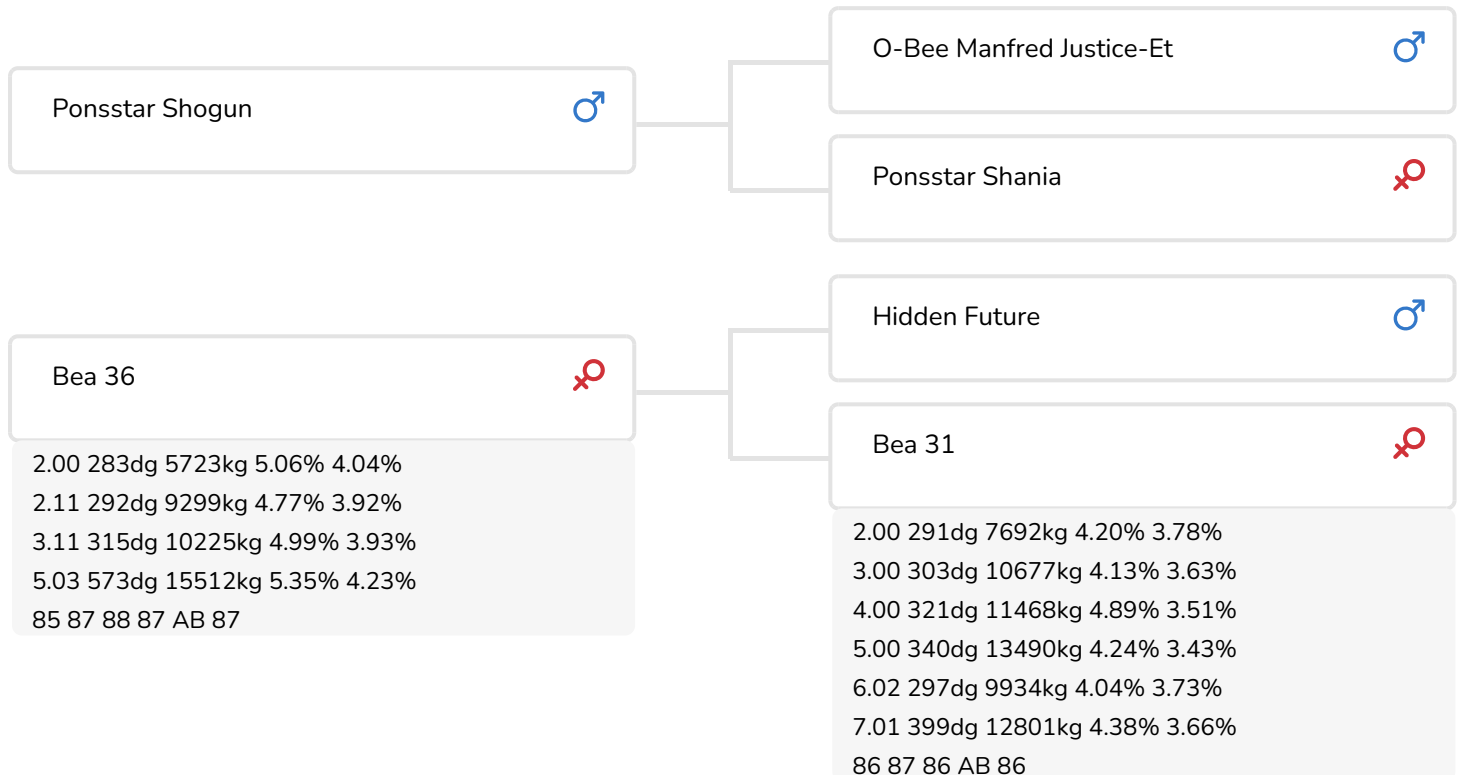 Ponsstar Shogun
O-Bee Manfred Justice-Et
Ponsstar Shania
Bea 36
2.00 283dg 5723kg 5.06% 4.04%
2.11 292dg 9299kg 4.77% 3.92%
3.11 315dg 10225kg 4.99% 3.93%
5.03 573dg 15512kg 5.35% 4.23%
85 87 88 87 AB 87
Hidden Future
Bea 31
2.00 291dg 7692kg 4.20% 3.78%
3.00 303dg 10677kg 4.13% 3.63%
4.00 321dg 11468kg 4.89% 3.51%
5.00 340dg 13490kg 4.24% 3.43%
6.02 297dg 9934kg 4.04% 3.73%
7.01 399dg 12801kg 4.38% 3.66%
86 87 86 AB 86